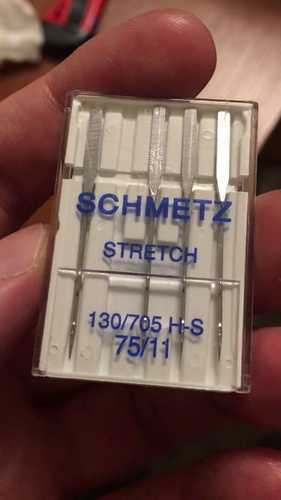 SCHMETZ
STRETCH
130/705 H-S
75/11